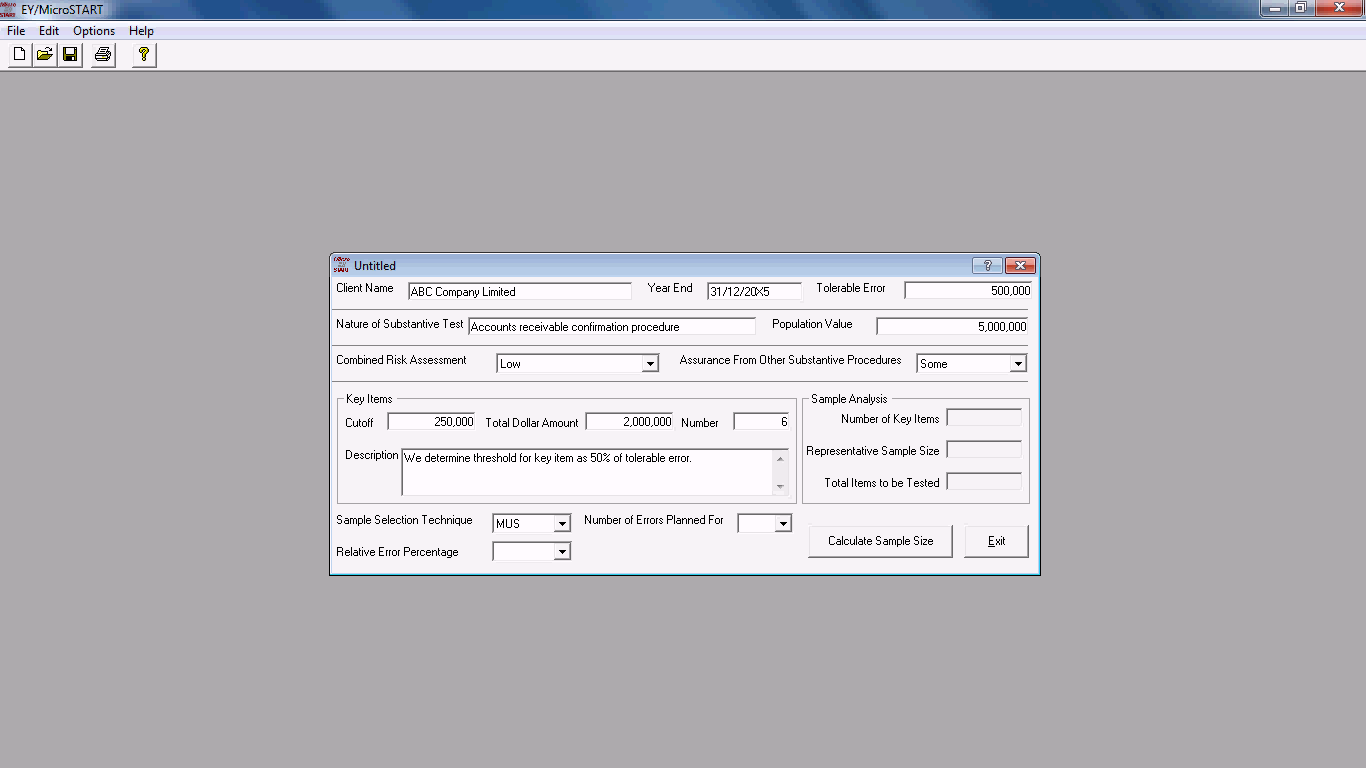 EY/MicroSTART
File Edit Options Help
Untitled
Client Name ABC Company Limited Year End 31/12/20X5 Tolerable Error 500,000
Nature of Substantive Test Accounts receivable confirmation procedure Population Value 5,000,000
Combined Risk Assessment Low Assurance From Other Substantive Procedures Some
Key Items
Cutoff 250,000 Total Dollar Amount 2,000,000 Number 6
Description We determine threshold for key item as 50% of tolerable error.
Sample Analysis
Number of Key Items
Representative Sample Size
Total Items to be Tested
Sample Selection Technique MUS Number of Errors Planned For
Relative Error Percentage
Calculate Sample Size Exit